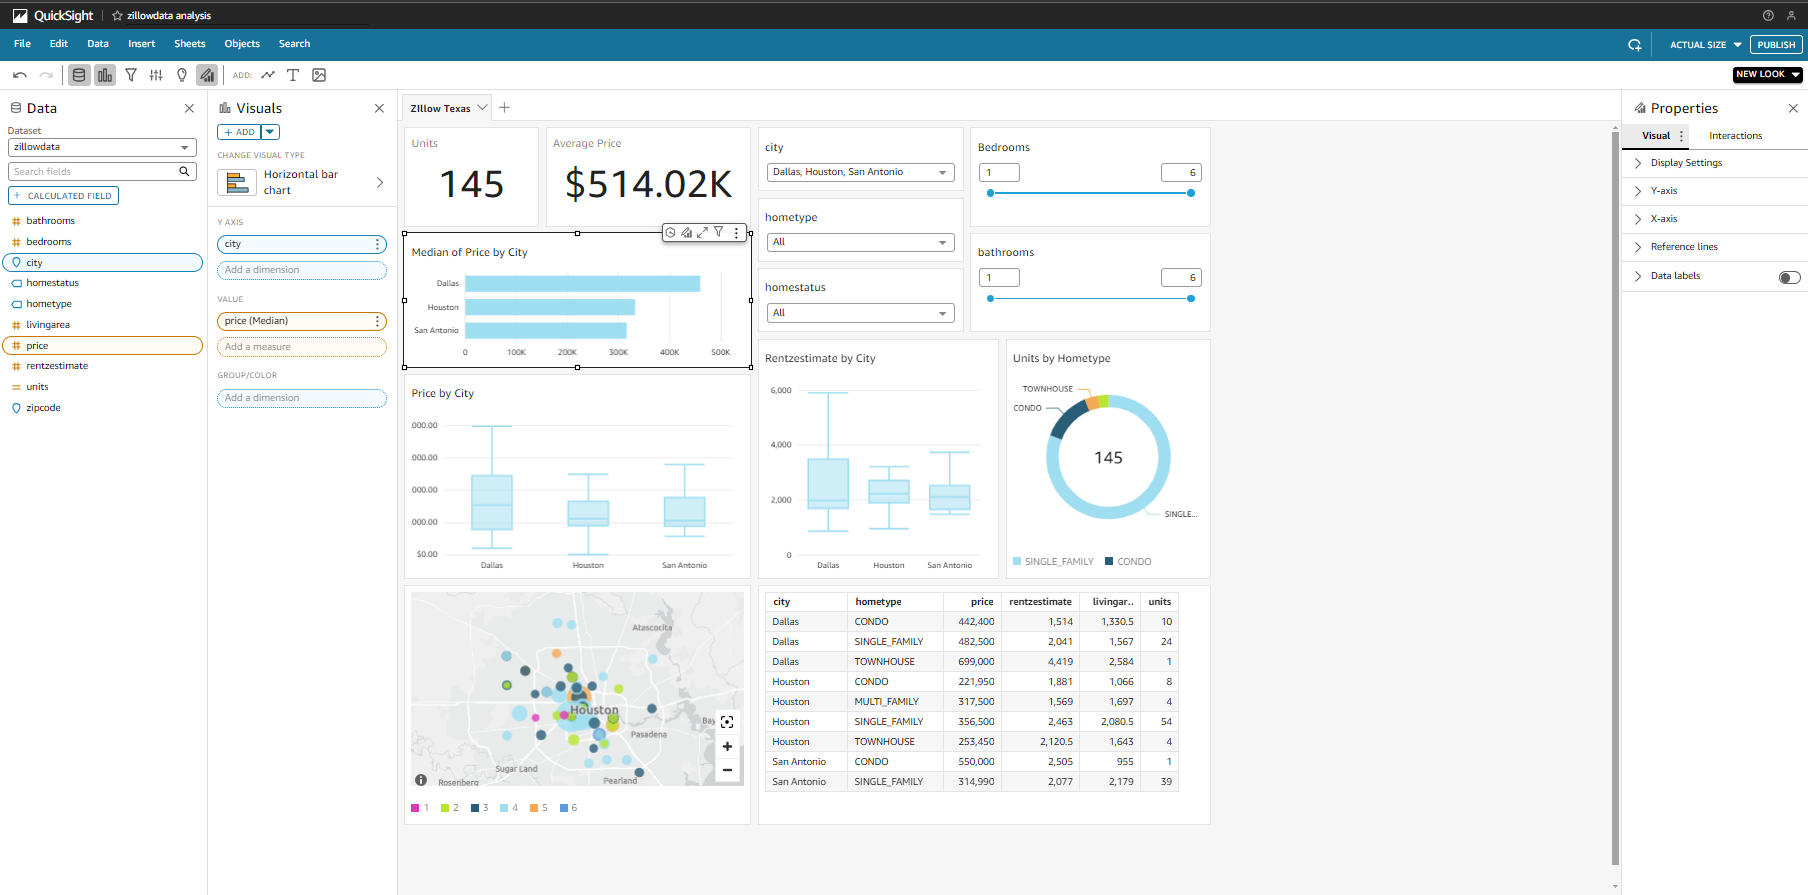 QuickSight
zillowdata analysis
File Edit Data Insert Sheets Objects Search
ACTUAL SIZE
PUBLISH
ADD:
NEW LOOK
Data
Dataset
zillowdata
Search fields
+ CALCULATED FIELD
bathrooms
bedrooms
city
homestatus
hometype
livingarea
price
rentzestimate
units
zipcode
Visuals
+ ADD
CHANGE VISUAL TYPE
Horizontal bar
chart
Y AXIS
city
Add a dimension
VALUE
price (Median)
Add a measure
GROUP/COLOR
Add a dimension
ZIllow Texas
Units
145
Average Price
$514.02K
city
Dallas, Houston, San Antonio
hometype
All
homestatus
All
Bedrooms
1 6
bathrooms
1 6
Median of Price by City
Dallas
Houston
San Antonio
0 100K 200K 300K 400K 500K
Price by City
000.00
000.00
000.00
000.00
$0.00
Dallas Houston San Antonio
Rentzestimate by City
6,000
4,000
2,000
0
Dallas Houston San Antonio
Units by Hometype
TOWNHOUSE
CONDO
145
SINGLE...
SINGLE_FAMILY CONDO
Atascocita
Houston
Bay
Pasadena
Sugar Land
Rosenberg
Pearland
1 2 3 4 5 6
city hometype price rentzestimate livingar.. units
Dallas CONDO 442,400 1,514 1,330.5 10
Dallas SINGLE_FAMILY 482,500 2,041 1,567 24
Dallas TOWNHOUSE 699,000 4,419 2,584 1
Houston CONDO 221,950 1,881 1,066 8
Houston MULTI_FAMILY 317,500 1,569 1,697 4
Houston SINGLE_FAMILY 356,500 2,463 2,080.5 54
Houston TOWNHOUSE 253,450 2,120.5 1,643 4
San Antonio CONDO 550,000 2,505 955 1
San Antonio SINGLE_FAMILY 314,990 2,077 2,179 39
Properties
Visual Interactions
Display Settings
Y-axis
X-axis
Reference lines
Data labels